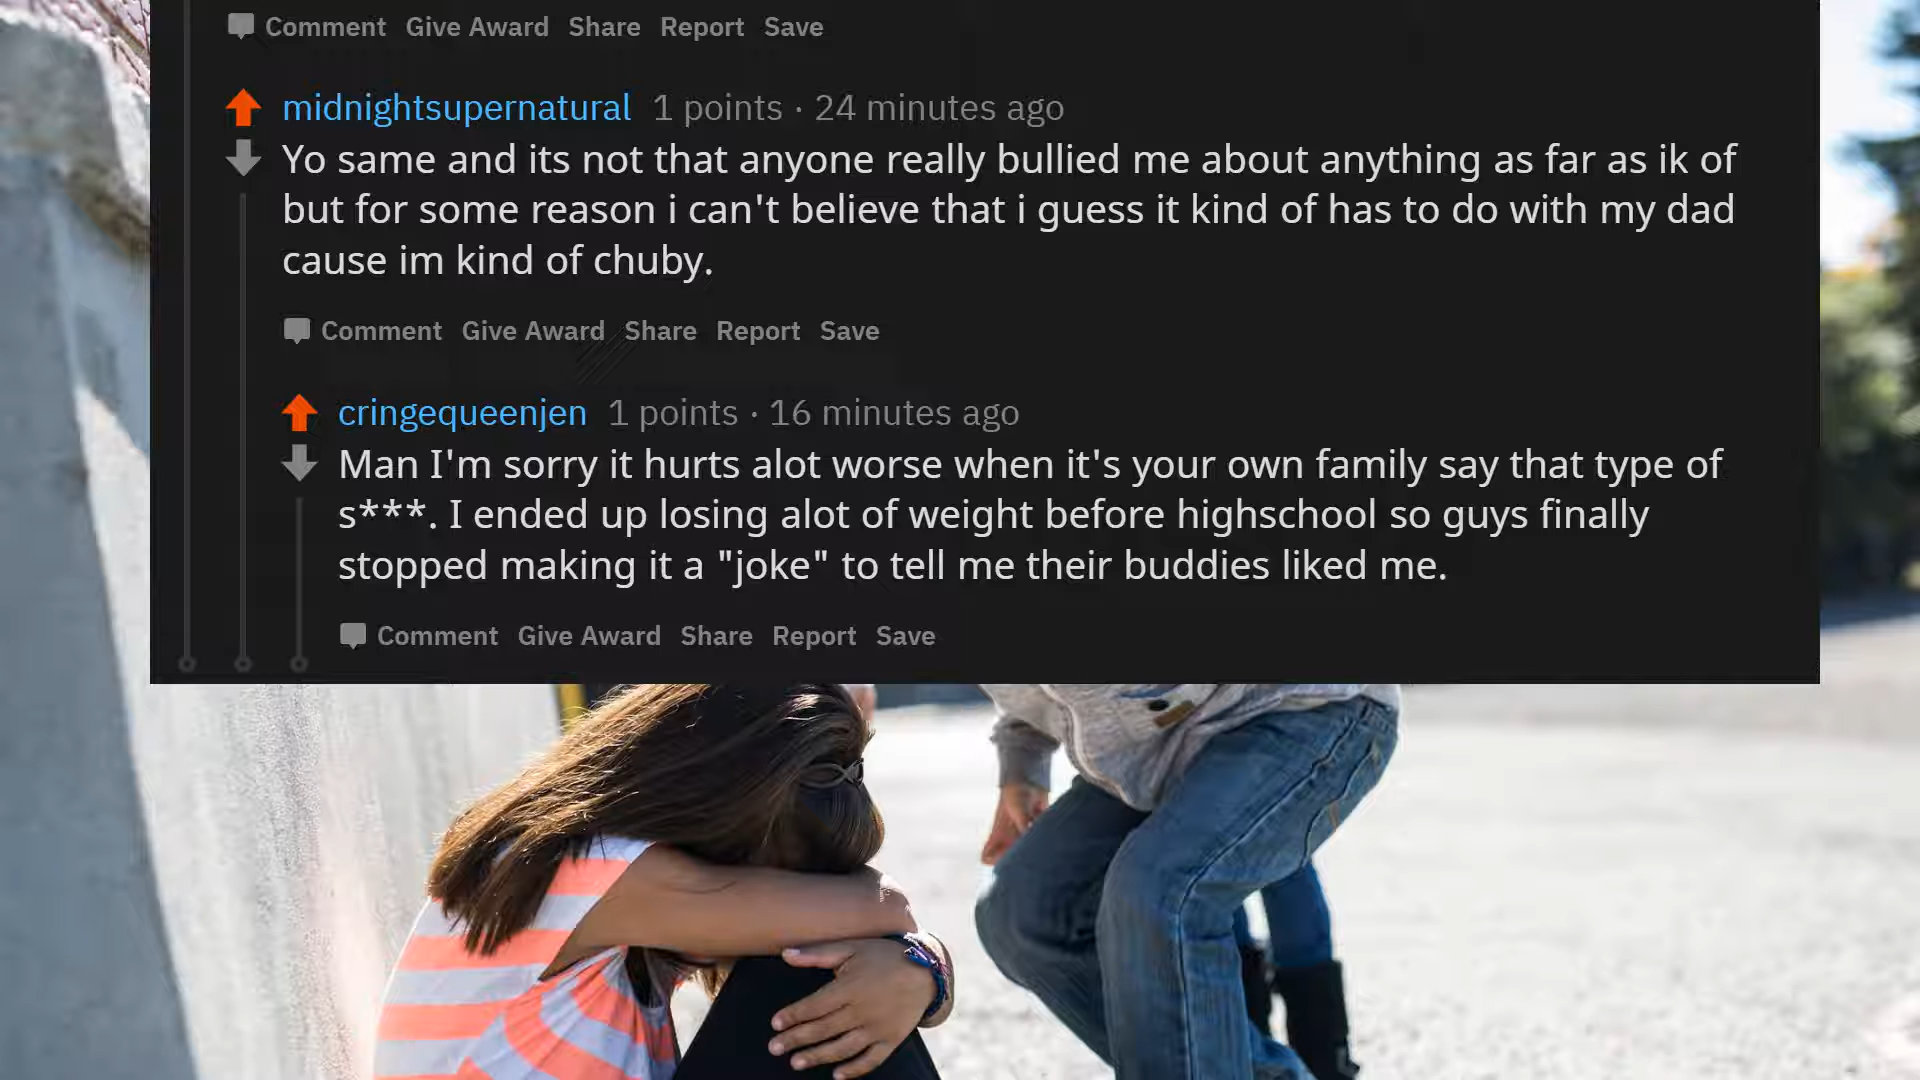 Comment Give Award Share Report Save
midnightsupernatural 1 points · 24 minutes ago
Yo same and its not that anyone really bullied me about anything as far as ik of
but for some reason i can't believe that i guess it kind of has to do with my dad
cause im kind of chuby.
Comment Give Award Share Report Save
cringequeenjen 1 points · 16 minutes ago
Man I'm sorry it hurts alot worse when it's your own family say that type of
s***. I ended up losing alot of weight before highschool so guys finally
stopped making it a "joke" to tell me their buddies liked me.
Comment Give Award Share Report Save